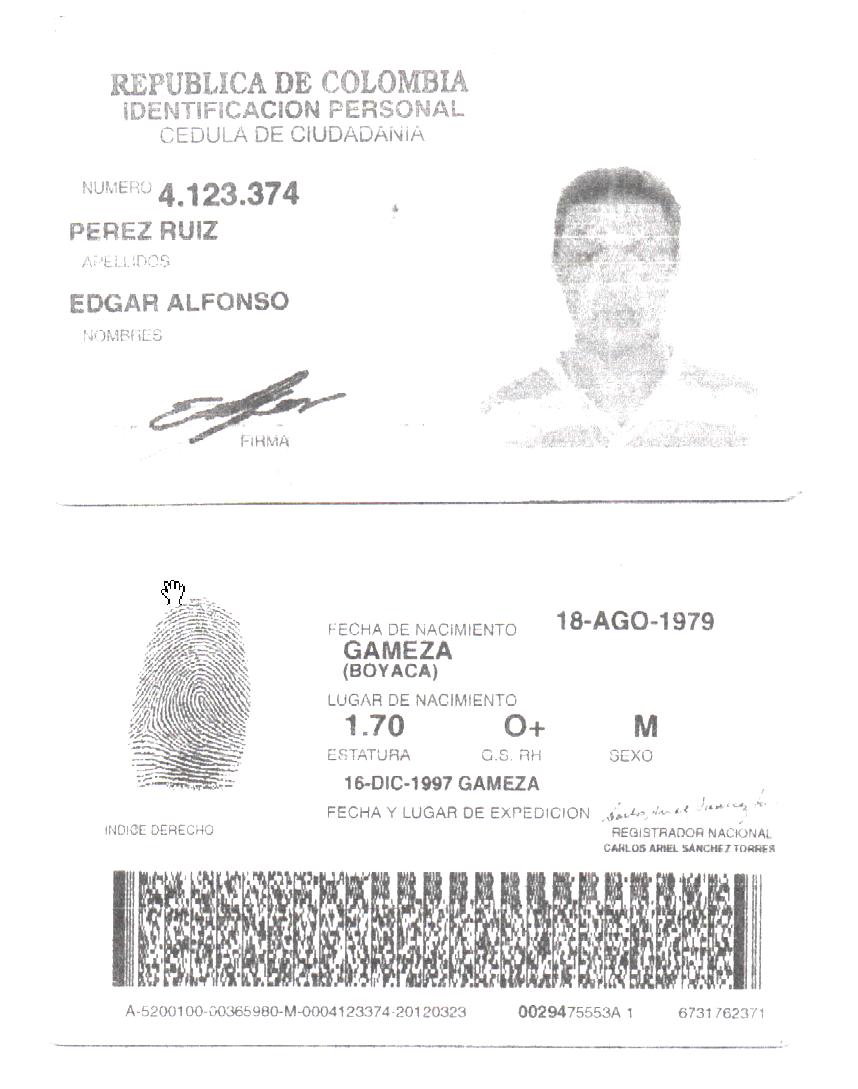 REPUBLICA DE COLOMBIA
IDENTIFICACION PERSONAL
CEDULA DE CIUDADANIA
NUMERO 4.123.374
PEREZ RUIZ
APELLIDOS
EDGAR ALFONSO
NOMBRES
FIRMA
FECHA DE NACIMIENTO 18-AGO-1979
GAMEZA
(BOYACA)
LUGAR DE NACIMIENTO
1.70 O+ M
ESTATURA G.S. RH SEXO
16-DIC-1997 GAMEZA
FECHA Y LUGAR DE EXPEDICION
INDICE DERECHO
REGISTRADOR NACIONAL
CARLOS ARIEL SÁNCHEZ TORRES
A-5200100-00365980-M-0004123374-20120323 0029475553A 1 6731762371